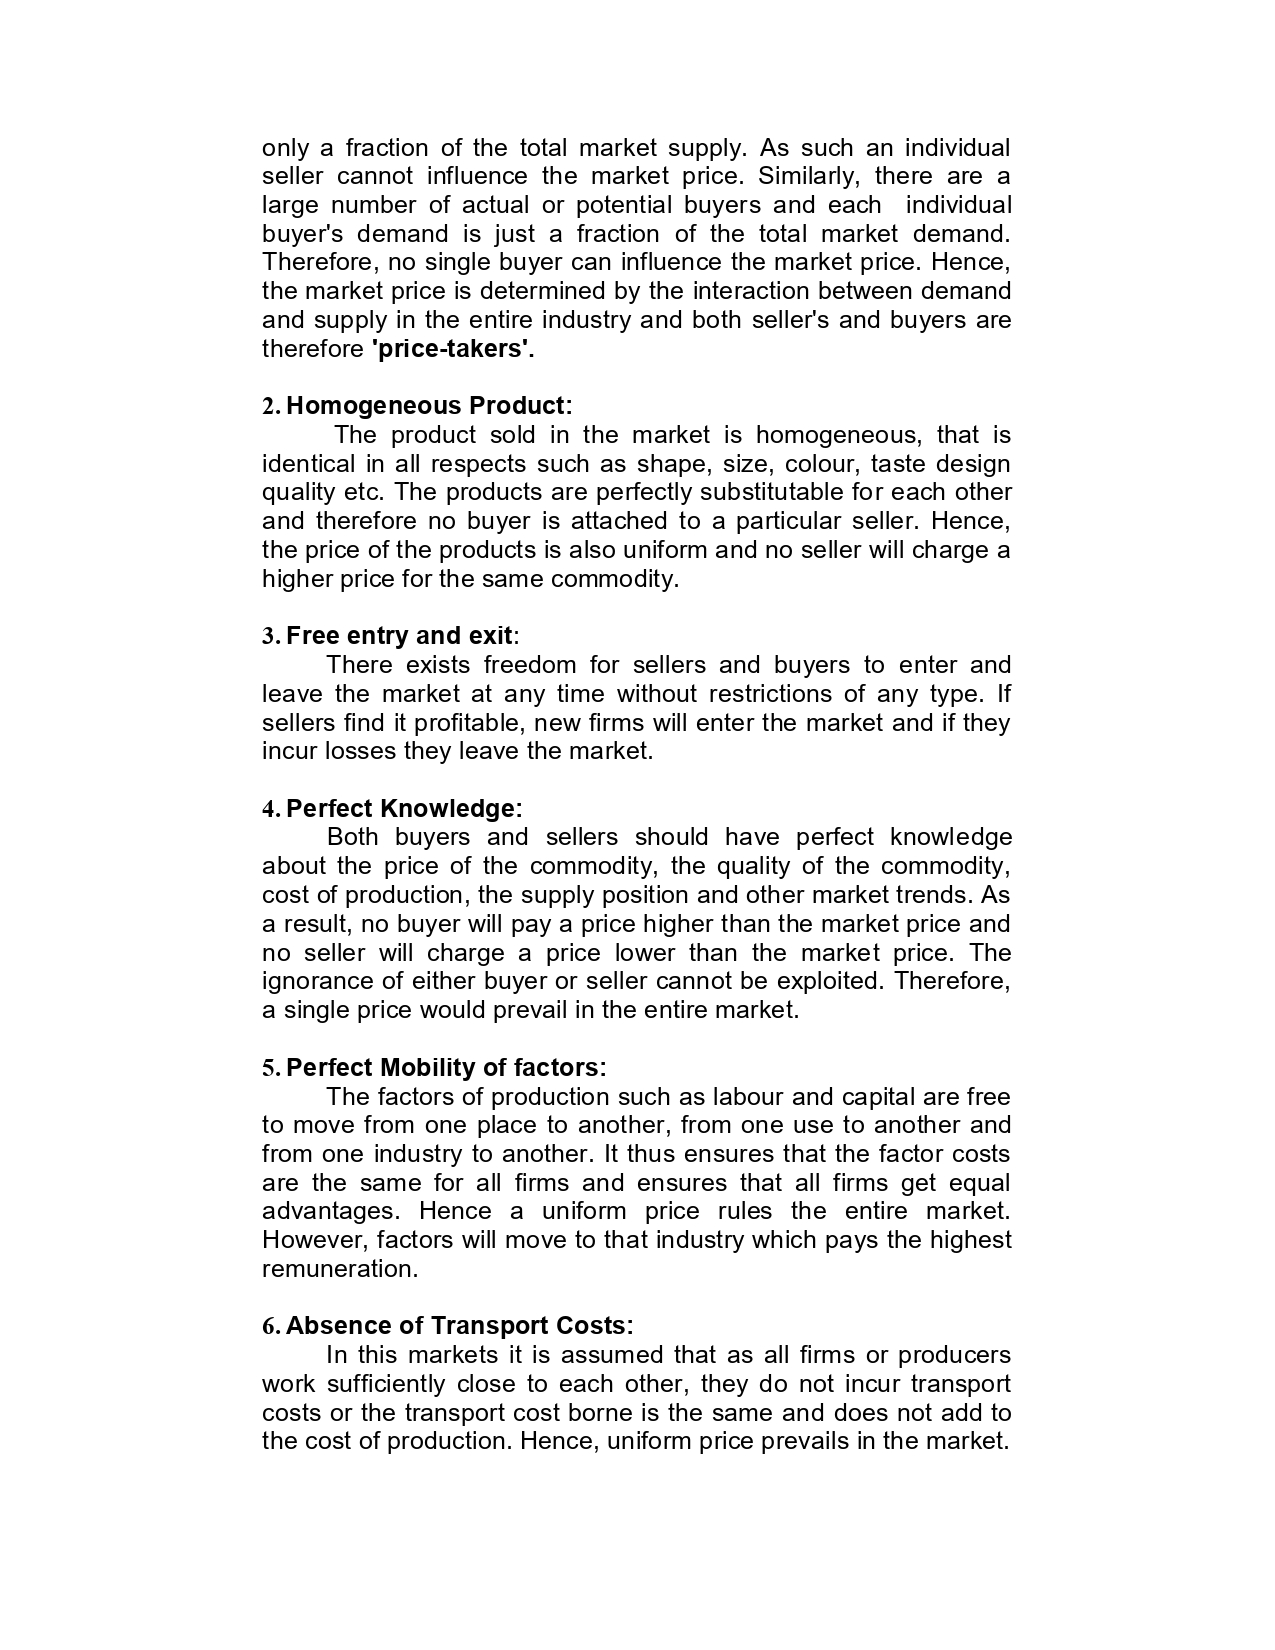 only a fraction of the total market supply. As such an individual
seller cannot influence the market price. Similarly, there are a
large number of actual or potential buyers and each individual
buyer's demand is just a fraction of the total market demand.
Therefore, no single buyer can influence the market price. Hence,
the market price is determined by the interaction between demand
and supply in the entire industry and both seller's and buyers are
therefore 'price-takers'.
2. Homogeneous Product:
The product sold in the market is homogeneous, that is
identical in all respects such as shape, size, colour, taste design
quality etc. The products are perfectly substitutable for each other
and therefore no buyer is attached to a particular seller. Hence,
the price of the products is also uniform and no seller will charge a
higher price for the same commodity.
3. Free entry and exit:
There exists freedom for sellers and buyers to enter and
leave the market at any time without restrictions of any type. If
sellers find it profitable, new firms will enter the market and if they
incur losses they leave the market.
4. Perfect Knowledge:
Both buyers and sellers should have perfect knowledge
about the price of the commodity, the quality of the commodity,
cost of production, the supply position and other market trends. As
a result, no buyer will pay a price higher than the market price and
no seller will charge a price lower than the market price. The
ignorance of either buyer or seller cannot be exploited. Therefore,
a single price would prevail in the entire market.
5. Perfect Mobility of factors:
The factors of production such as labour and capital are free
to move from one place to another, from one use to another and
from one industry to another. It thus ensures that the factor costs
are the same for all firms and ensures that all firms get equal
advantages. Hence a uniform price rules the entire market.
However, factors will move to that industry which pays the highest
remuneration.
6. Absence of Transport Costs:
In this markets it is assumed that as all firms or producers
work sufficiently close to each other, they do not incur transport
costs or the transport cost borne is the same and does not add to
the cost of production. Hence, uniform price prevails in the market.